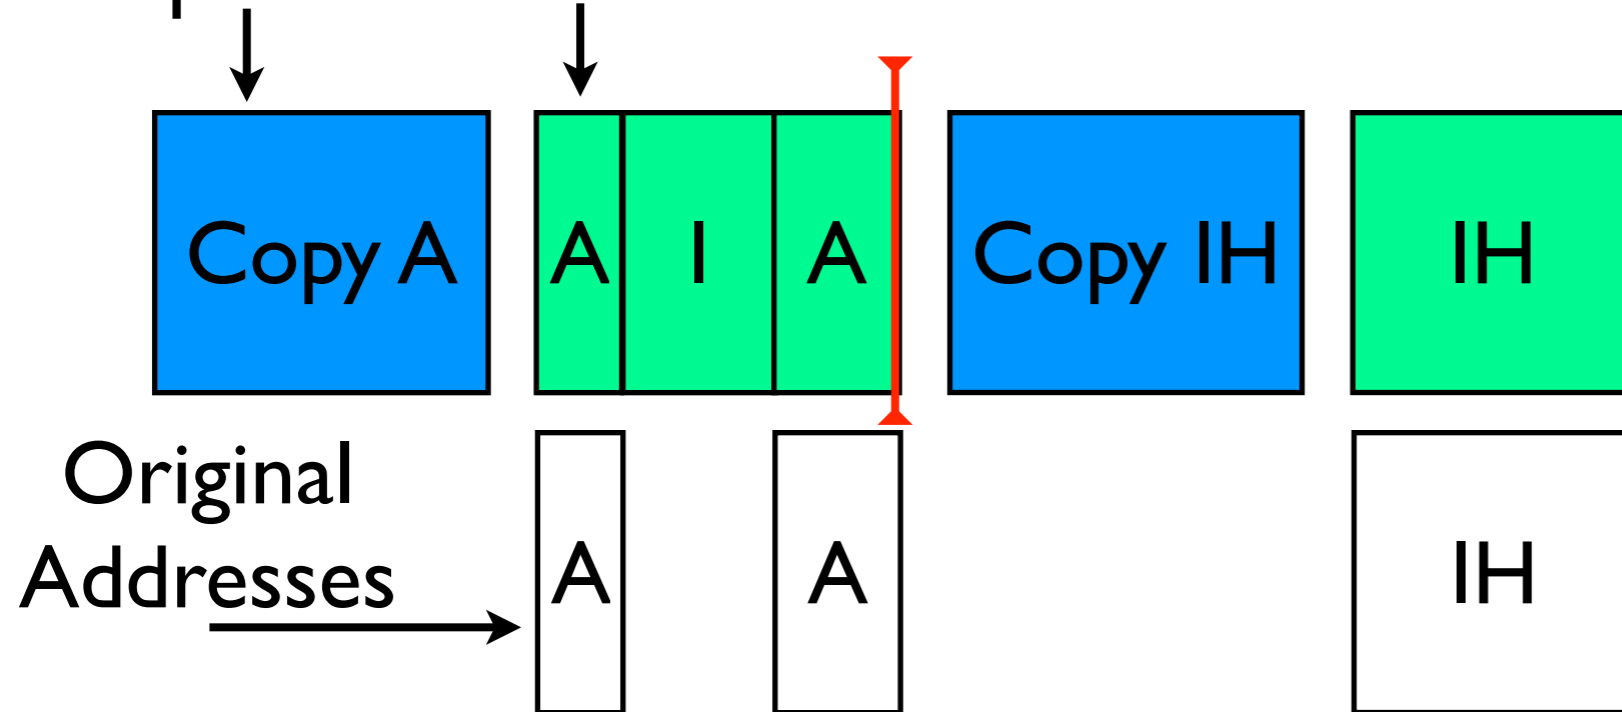 Copy A
A I A
Copy IH
IH
Original
Addresses
A
A
IH